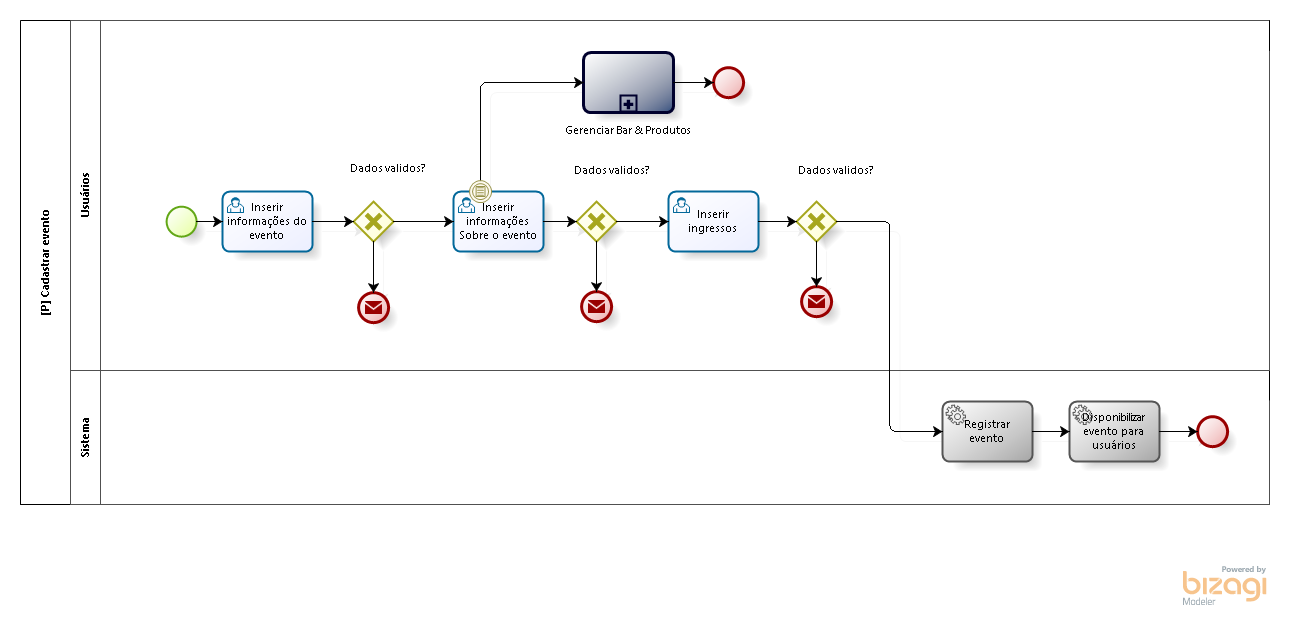 [P] Cadastrar evento
Usuários
Gerenciar Bar & Produtos
Dados validos?
Dados validos?
Dados validos?
Inserir
informações do
evento
Inserir
informações
Sobre o evento
Inserir
ingressos
Sistema
Registrar
evento
Disponibilizar
evento para
usuários
Powered by
bizagi
Modeler